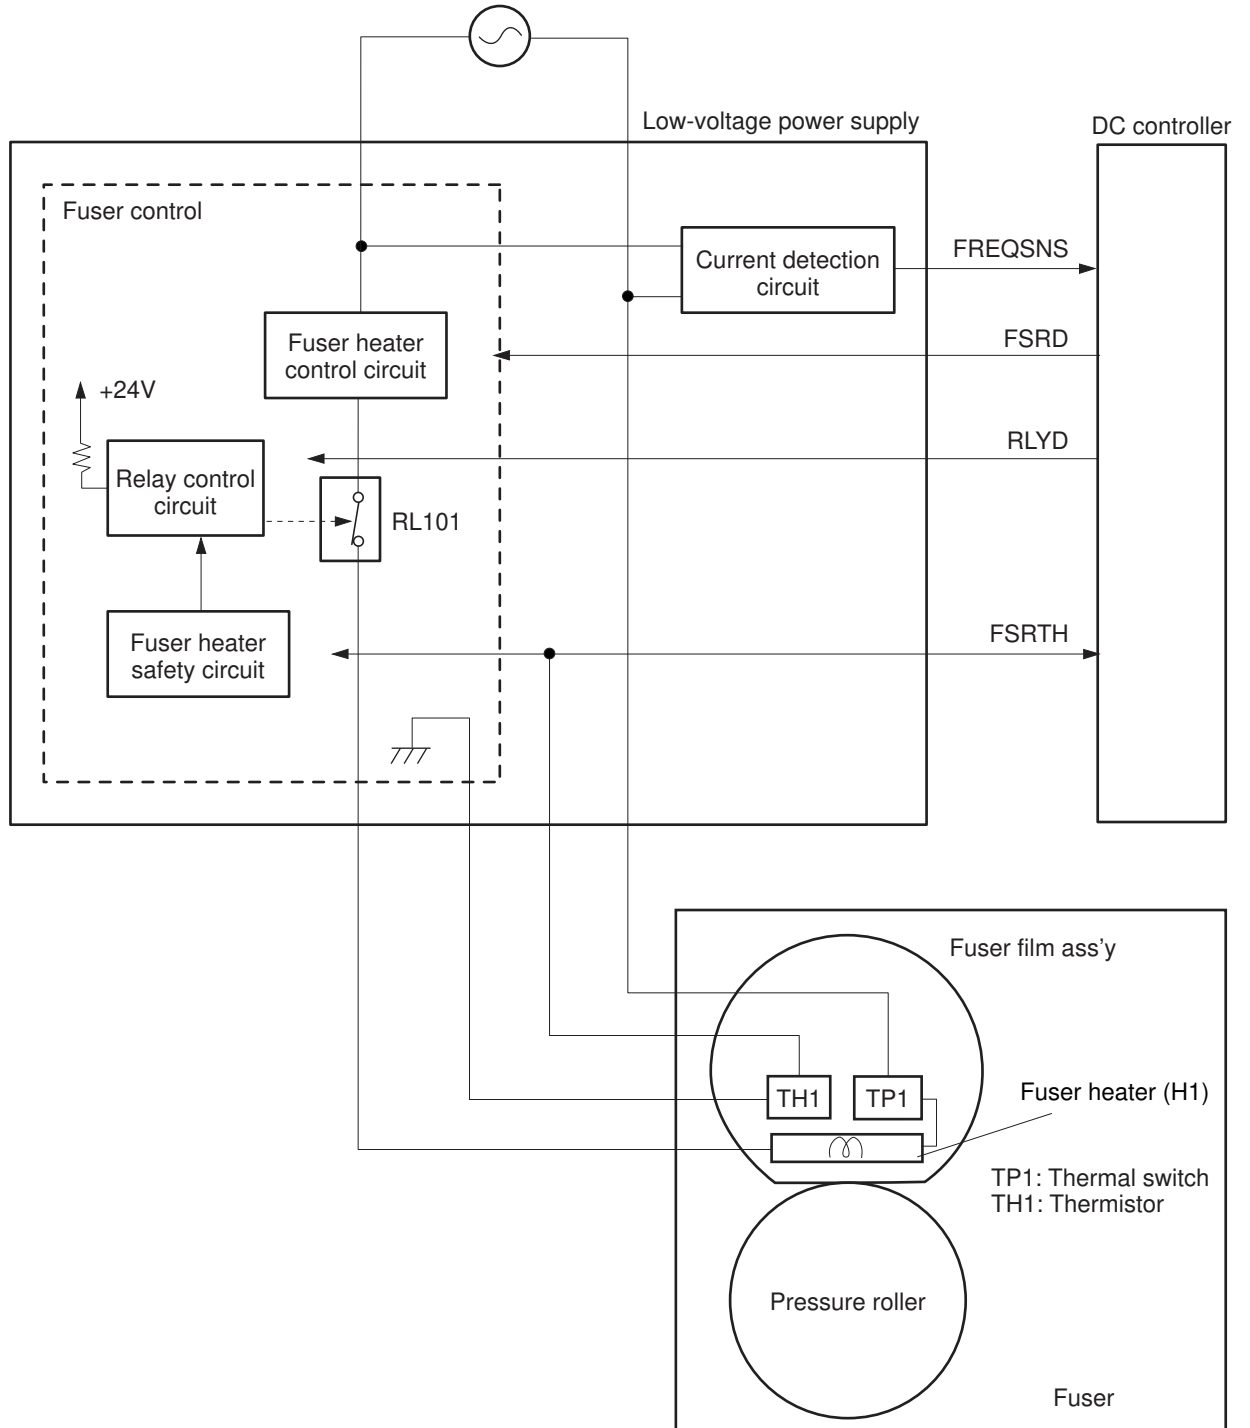 Low-voltage power supply
DC controller
Fuser control
Current detection
circuit
FREQSNS
Fuser heater
control circuit
FSRD
+24V
Relay control
circuit
RL101
RLYD
Fuser heater
safety circuit
FSRTH
Fuser film ass'y
TH1
TP1
Fuser heater (H1)
TP1: Thermal switch
TH1: Thermistor
Pressure roller
Fuser